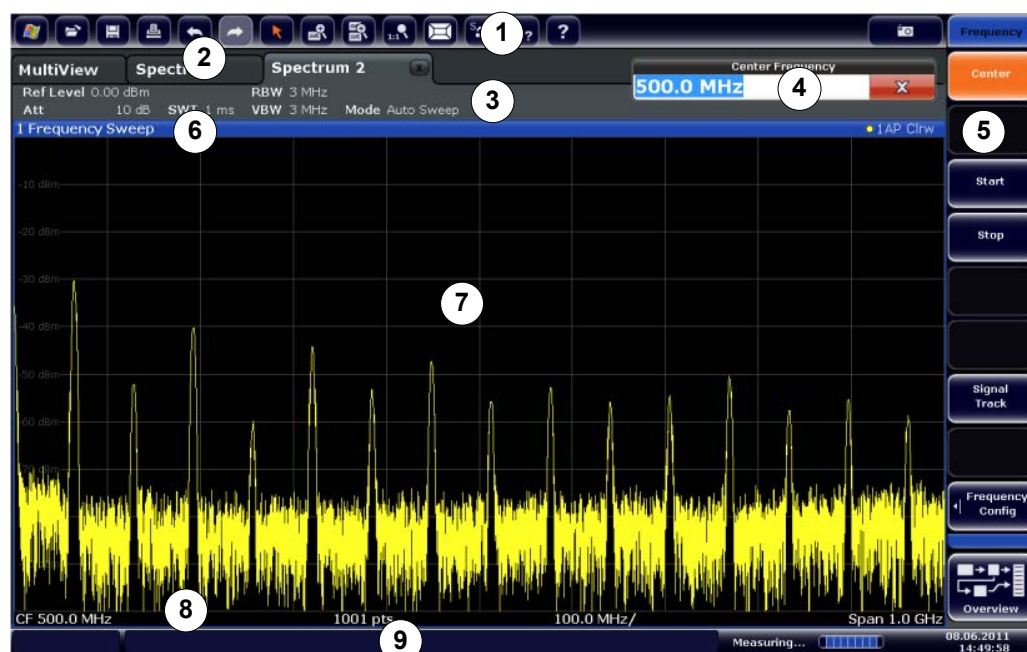 1
?
?
Frequency
2
MultiView
Spectrum 2
x
Center Frequency
500.0 MHz
4
X
Center
Ref Level 0.00 dBm
RBW 3 MHz
Att 10 dB SWT 1 ms VBW 3 MHz Mode Auto Sweep
3
6
5
1 Frequency Sweep
1AP Clrw
-10 dBm
-20 dBm
-30 dBm
-40 dBm
-50 dBm
-60 dBm
-70 dBm
7
Start
Stop
Signal
Track
Frequency
Config
Overview
8
CF 500.0 MHz
1001 pts
100.0 MHz/
Span 1.0 GHz
9
Measuring...
08.06.2011
14:49:58